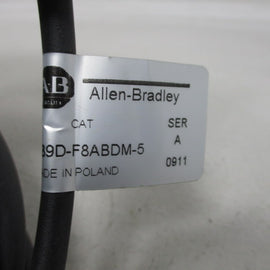 A-B
Allen-Bradley
CAT SER
89D-F8ABDM-5 A
DE IN POLAND 0911